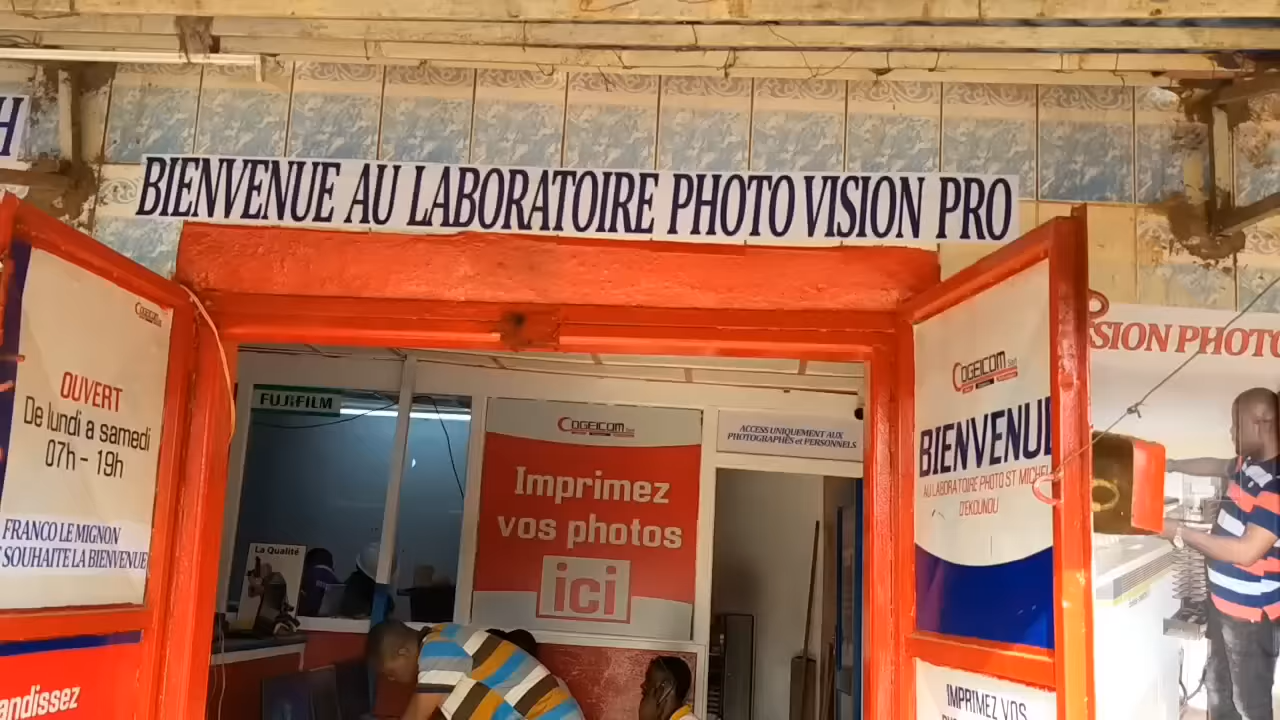 H
BIENVENUE AU LABORATOIRE PHOTO VISION PRO
COGEICOM
OUVERT
De lundi a samedi
07h - 19h
FRANCO LE MIGNON
SOUHAITE LA BIENVENUE
andissez
FUJIFILM
La Qualité
COGEICOM
Imprimez
vos photos
ici
ACCESS UNIQUEMENT AUX
PHOTOGRAPHES et PERSONNELS
COGEICOM Sarl
BIENVENUE
AU LABORATOIRE PHOTO ST MICHEL
D'EKOUNOU
IMPRIMEZ VOS
SION PHOTO